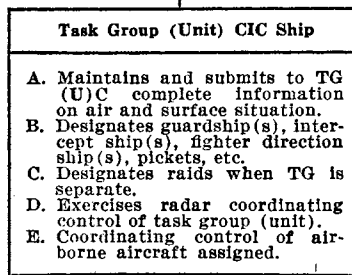 Task Group (Unit) CIC Ship
A. Maintains and submits to TG
(U)C complete information
on air and surface situation.
B. Designates guardship(s), inter-
cept ship(s), fighter direction
ship(s), pickets, etc.
C. Designates raids when TG is
separate.
D. Exercises radar coordinating
control of task group (unit).
E. Coordinating control of air-
borne aircraft assigned.